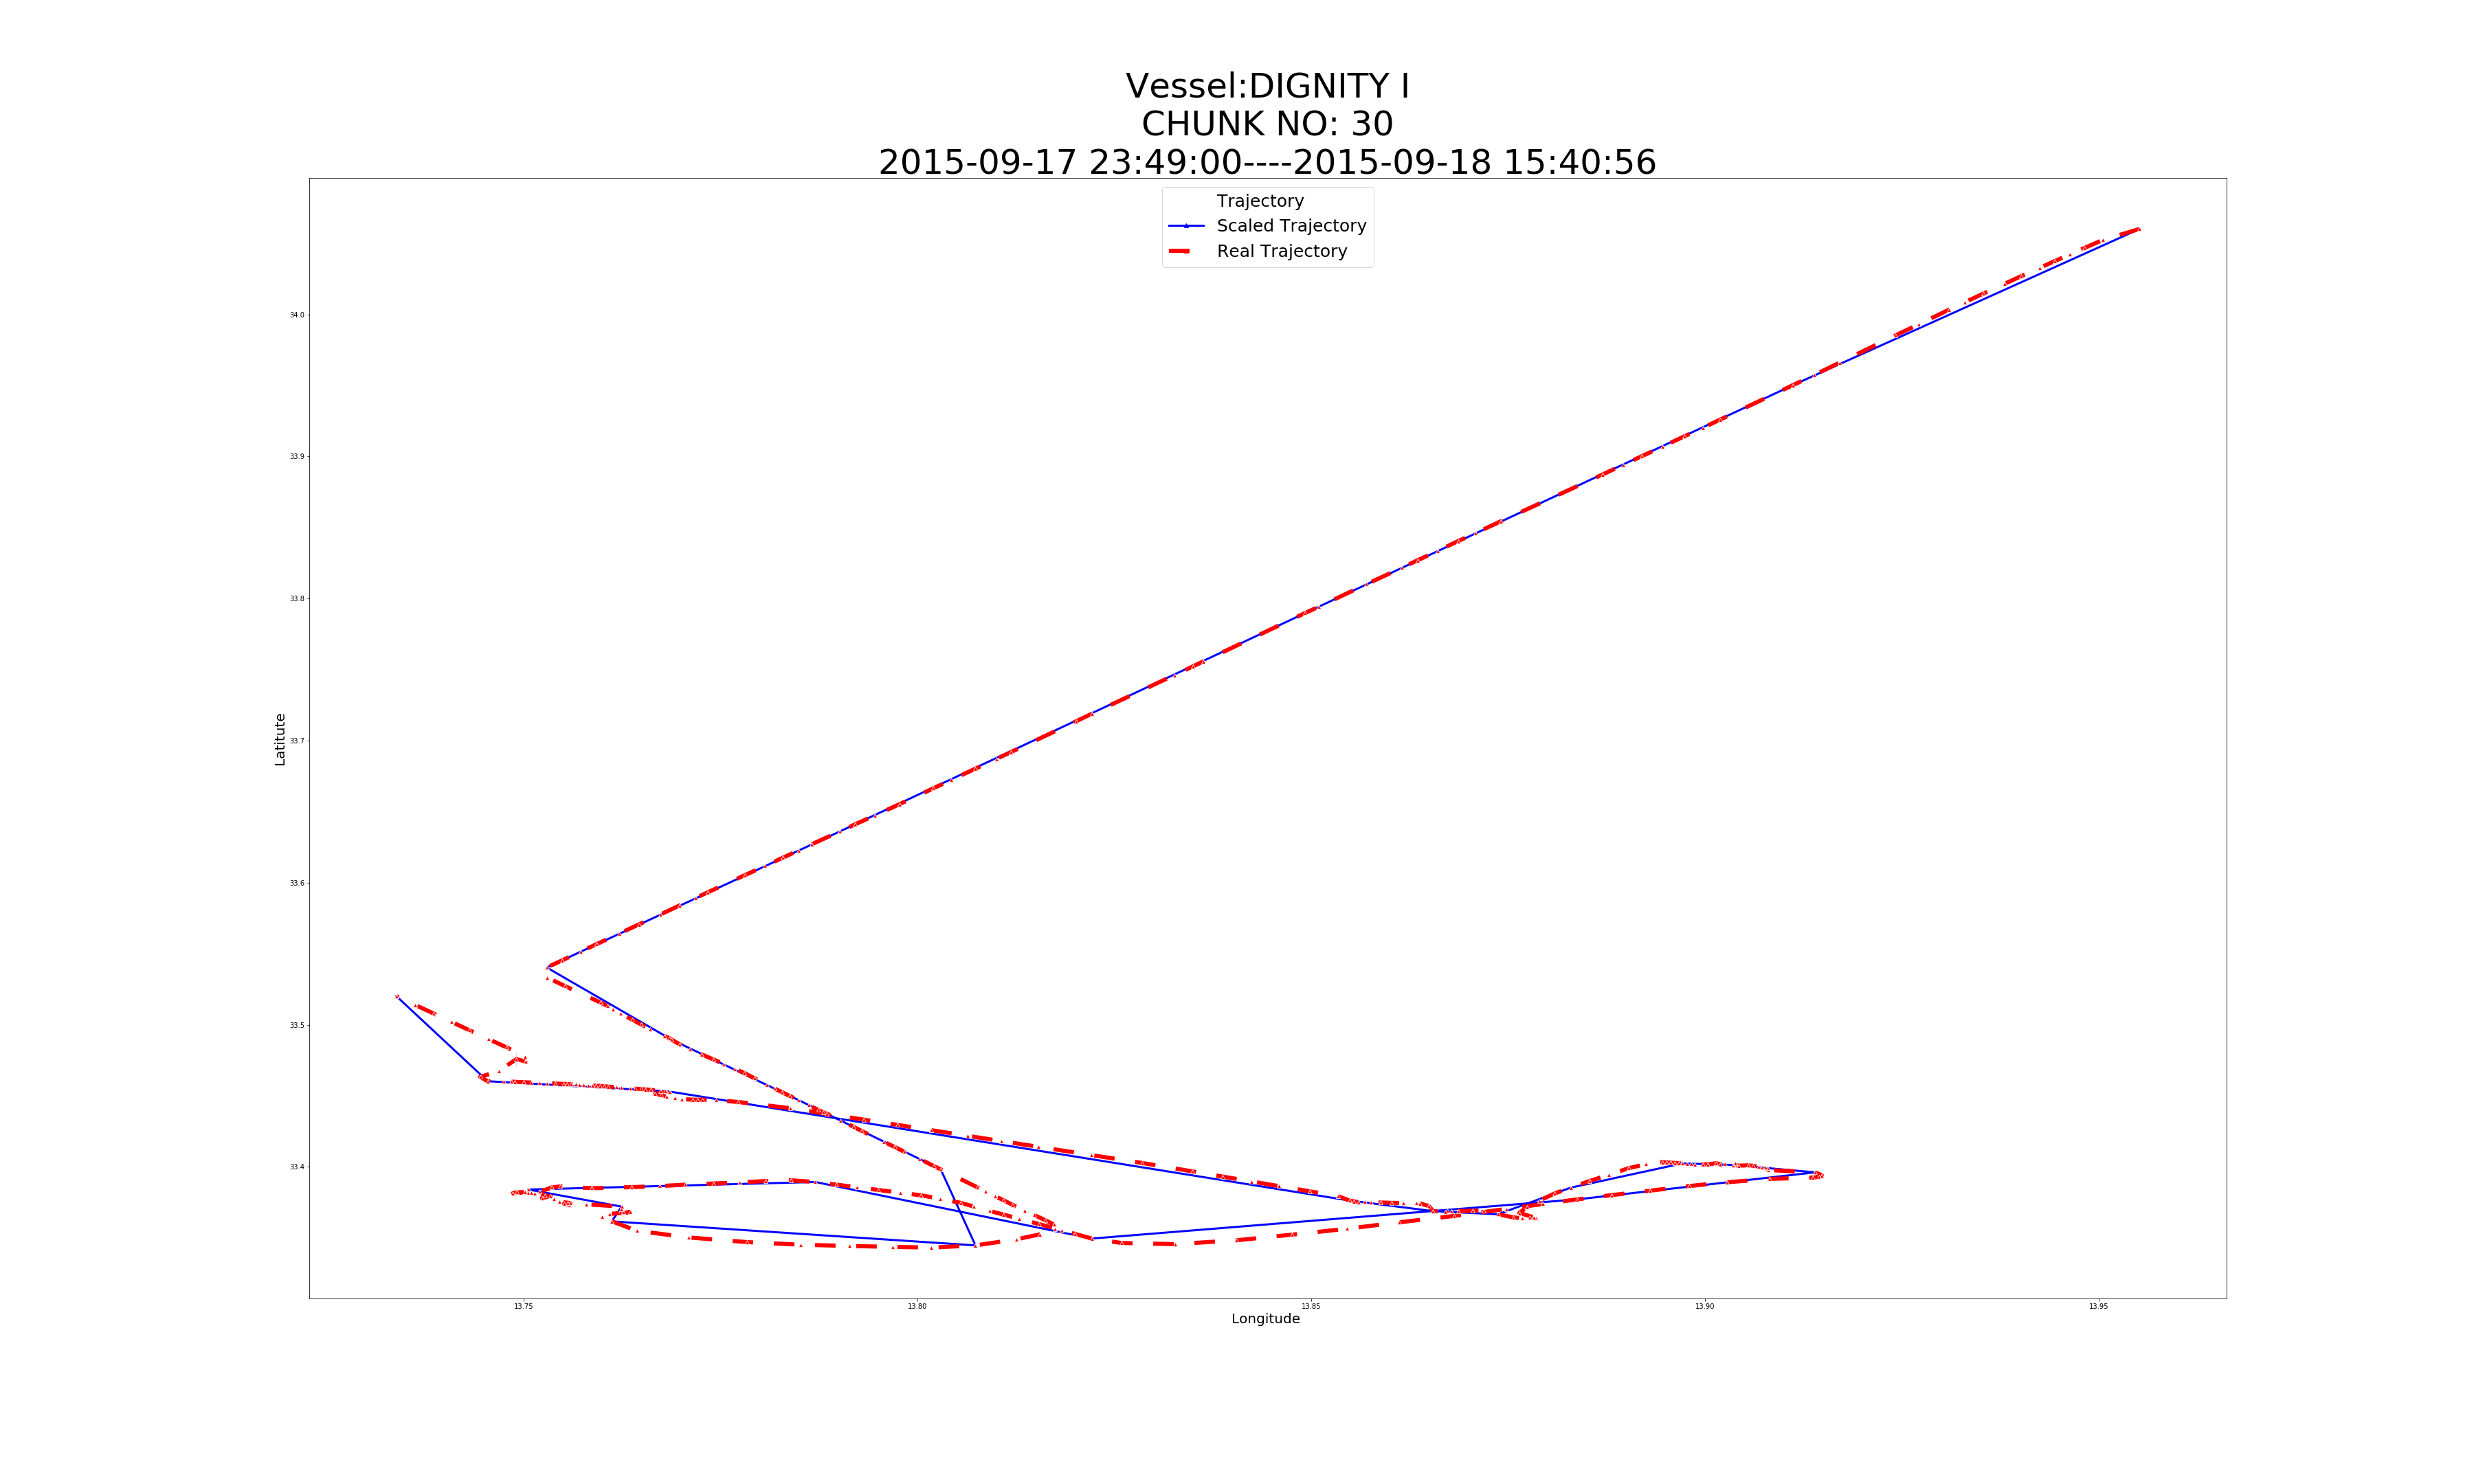 Vessel:DIGNITY I
CHUNK NO: 30
2015-09-17 23:49:00----2015-09-18 15:40:56
Trajectory
Scaled Trajectory
Real Trajectory
34.0
33.9
33.8
33.7
33.6
33.5
33.4
Latitute
13.75 13.80 13.85 13.90 13.95
Longitude